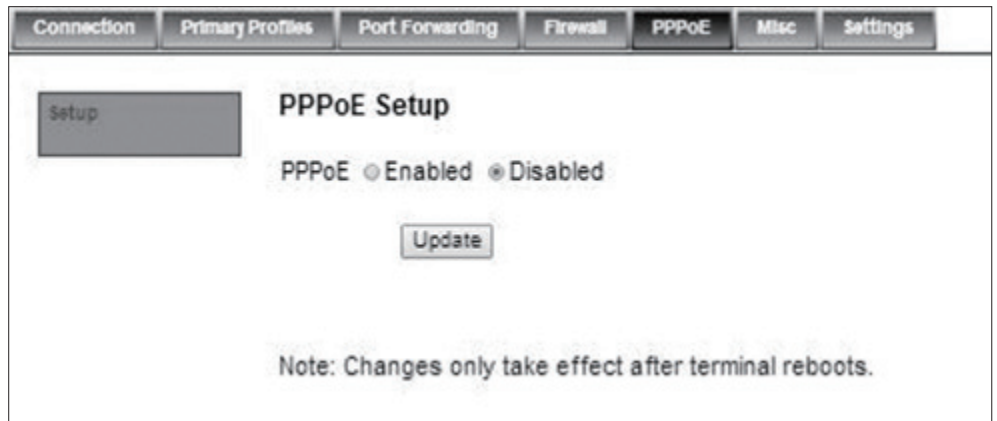 Connection Primary Profiles Port Forwarding Firewall PPPoE Misc Settings
Setup
PPPoE Setup
PPPoE Enabled Disabled
Update
Note: Changes only take effect after terminal reboots.